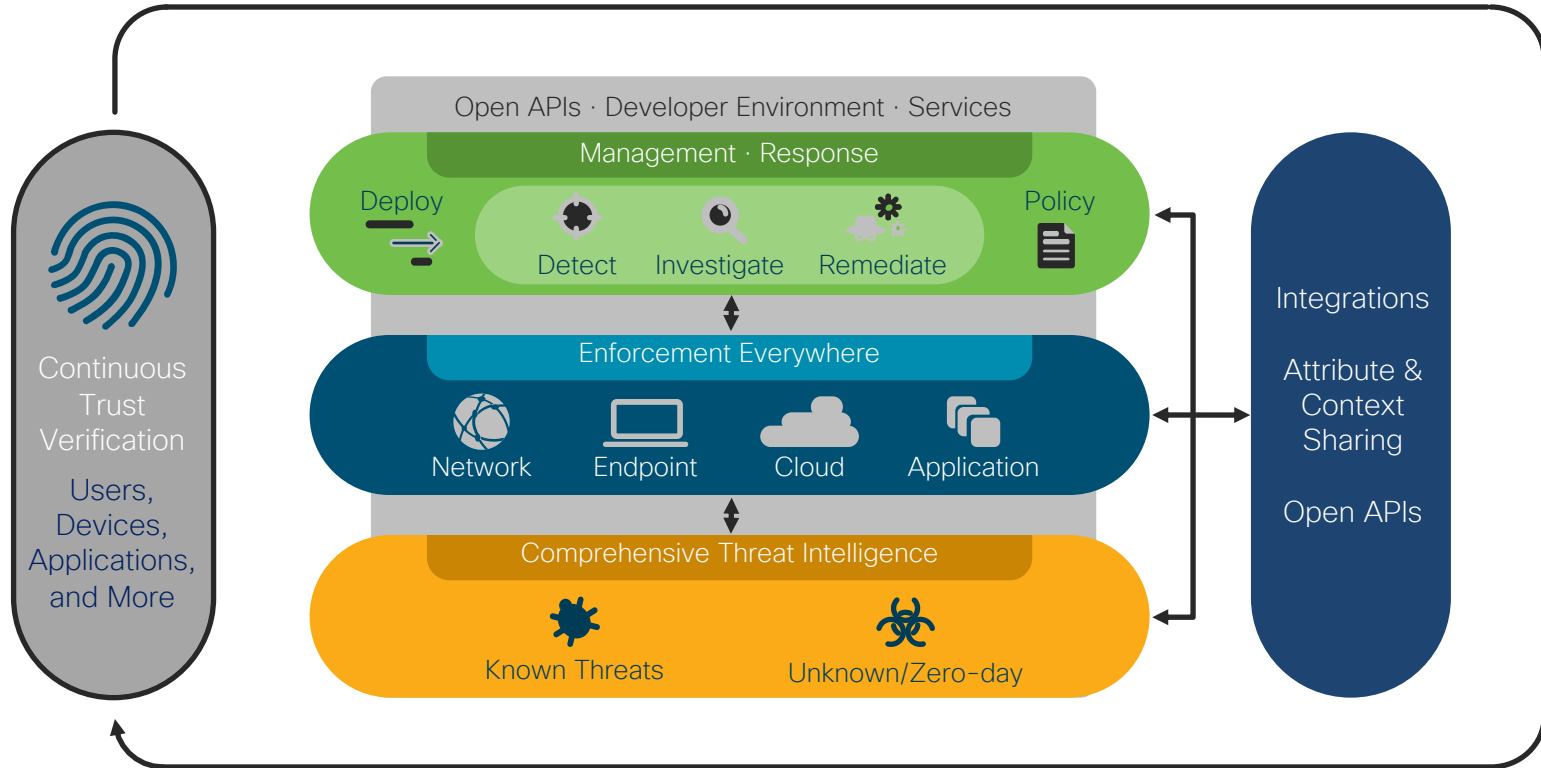 Open APIs · Developer Environment · Services
Management · Response
Deploy
Policy
Detect
Investigate
Remediate
Enforcement Everywhere
Network
Endpoint
Cloud
Application
Comprehensive Threat Intelligence
Known Threats
Unknown/Zero-day
Continuous
Trust
Verification
Users,
Devices,
Applications,
and More
Integrations
Attribute &
Context
Sharing
Open APIs